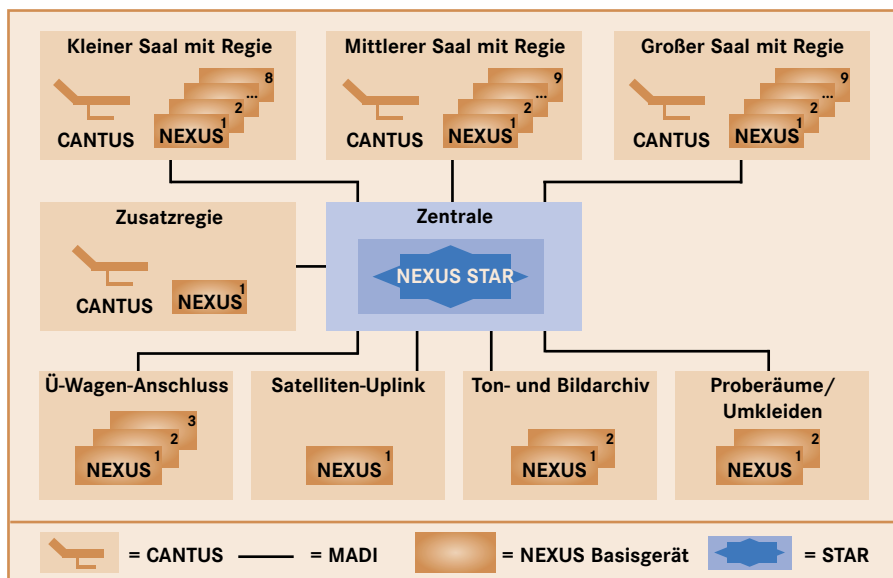 Kleiner Saal mit Regie
CANTUS
NEXUS 1
2
...
8
Mittlerer Saal mit Regie
CANTUS
NEXUS 1
2
...
9
Großer Saal mit Regie
CANTUS
NEXUS 1
2
...
9
Zusatzregie
CANTUS
NEXUS 1
Zentrale
NEXUS STAR
Ü-Wagen-Anschluss
NEXUS 1
2
3
Satelliten-Uplink
NEXUS 1
Ton- und Bildarchiv
NEXUS 1
2
Proberäume/
Umkleiden
NEXUS 1
2
= CANTUS
= MADI
= NEXUS Basisgerät
= STAR